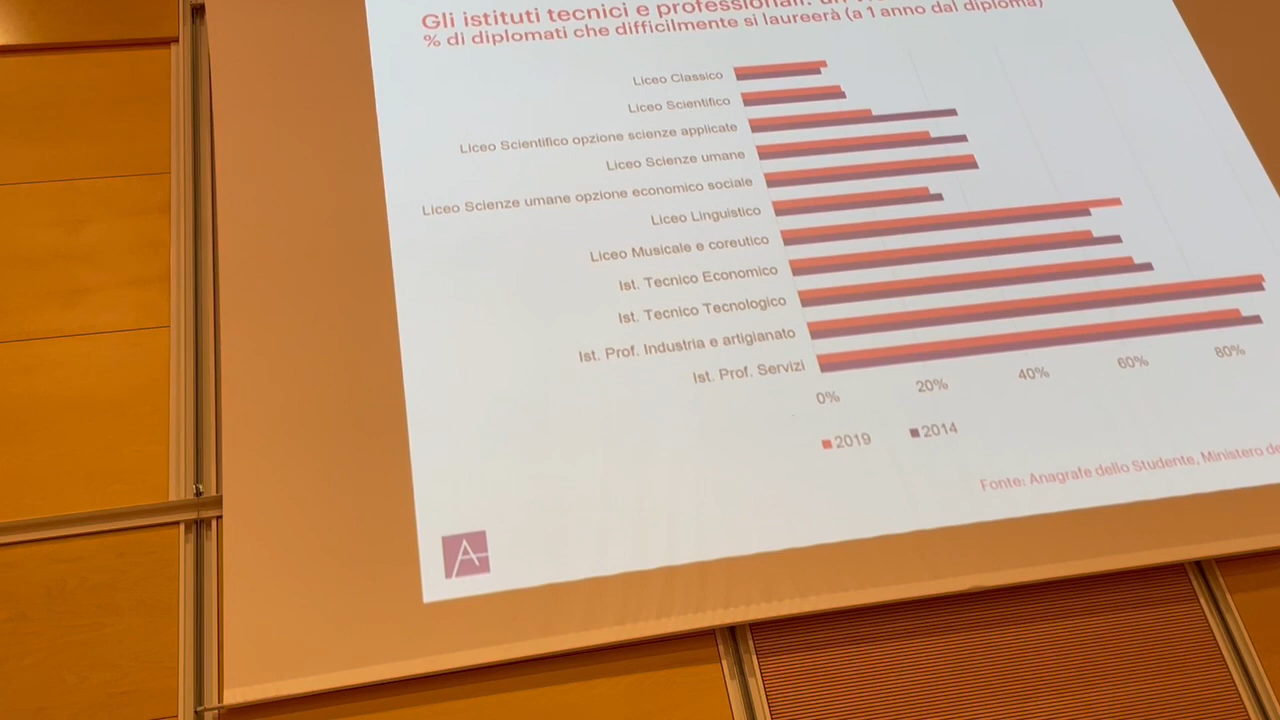 Gli istituti tecnici e professionali: un
% di diplomati che difficilmente si laureerà (a 1 anno dal diploma)
Liceo Classico
Liceo Scientifico
Liceo Scientifico opzione scienze applicate
Liceo Scienze umane
Liceo Scienze umane opzione economico sociale
Liceo Linguistico
Liceo Musicale e coreutico
Ist. Tecnico Economico
Ist. Tecnico Tecnologico
Ist. Prof. Industria e artigianato
Ist. Prof. Servizi
0% 20% 40% 60% 80%
2019 2014
Fonte: Anagrafe dello Studente, Ministero de